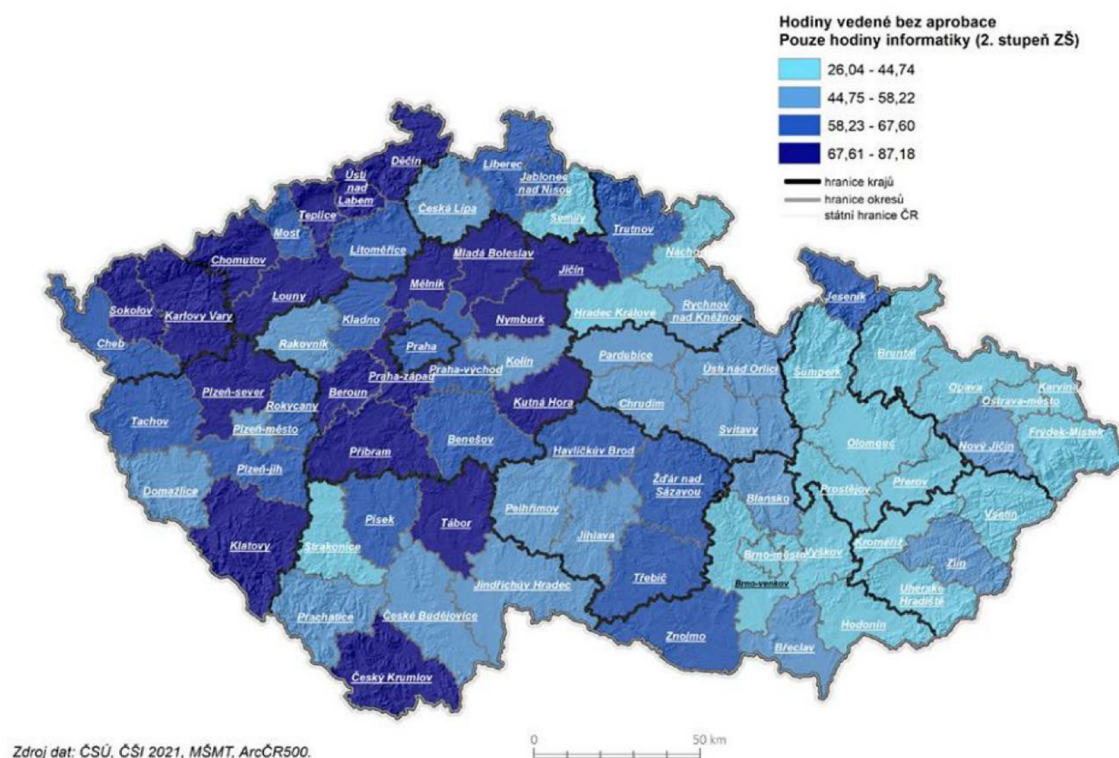 Hodiny vedené bez aprobace
Pouze hodiny informatiky (2. stupeň ZŠ)
26,04 - 44,74
44,75 - 58,22
58,23 - 67,60
67,61 - 87,18
hranice krajů
hranice okresů
státní hranice ČR
Děčín
Ústí
nad
Labem
Teplice
Liberec
Jablonec
nad Nisou
Česká Lípa
Semily
Most
Litoměřice
Trutnov
Chomutov
Mladá Boleslav
Náchod
Jičín
Mělník
Louny
Sokolov
Karlovy Vary
Nymburk
Hradec Králové
Rychnov
nad Kněžnou
Jeseník
Kladno
Cheb
Rakovník
Praha
Kolín
Pardubice
Bruntál
Praha-východ
Praha-západ
Ústí nad Orlicí
Šumperk
Opava
Karviná
Ostrava-město
Plzeň-sever
Beroun
Rokycany
Kutná Hora
Chrudim
Tachov
Plzeň-město
Svitavy
Frýdek-Místek
Benešov
Olomouc
Nový Jičín
Příbram
Havlíčkův Brod
Plzeň-jih
Žďár nad
Sázavou
Přerov
Prostějov
Domažlice
Blansko
Pelhřimov
Vsetín
Písek
Tábor
Jihlava
Kroměříž
Klatovy
Strakonice
Brno-město
Vyškov
Zlín
Třebíč
Brno-venkov
Jindřichův Hradec
Uherské
Hradiště
Prachatice
České Budějovice
Hodonín
Znojmo
Břeclav
Český Krumlov
0
50 km
Zdroj dat: ČSÚ, ČŠI 2021, MŠMT, ArcČR500.